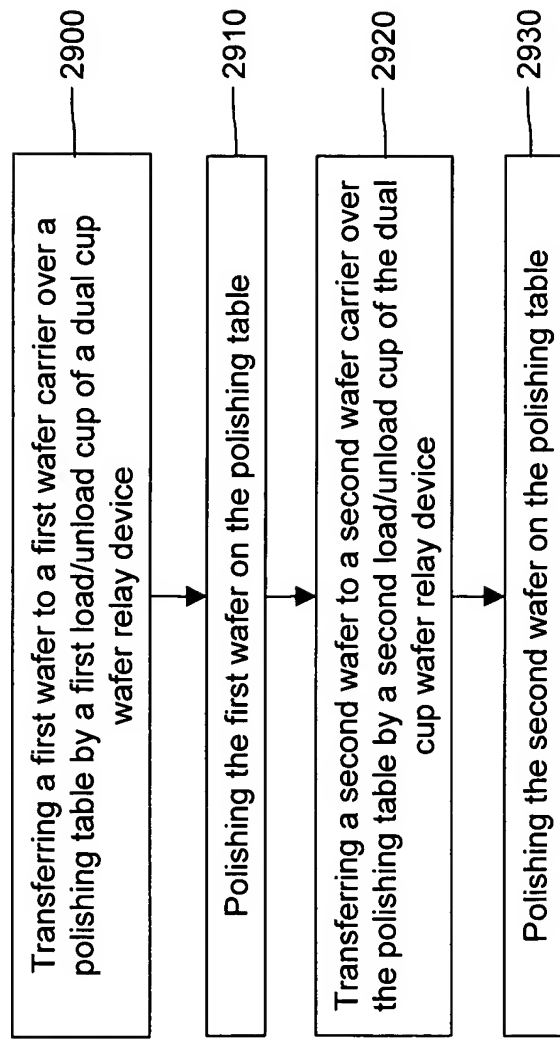 Transferring a first wafer to a first wafer carrier over a
polishing table by a first load/unload cup of a dual cup
wafer relay device
2900
Polishing the first wafer on the polishing table
2910
Transferring a second wafer to a second wafer carrier over
the polishing table by a second load/unload cup of the dual
cup wafer relay device
2920
Polishing the second wafer on the polishing table
2930